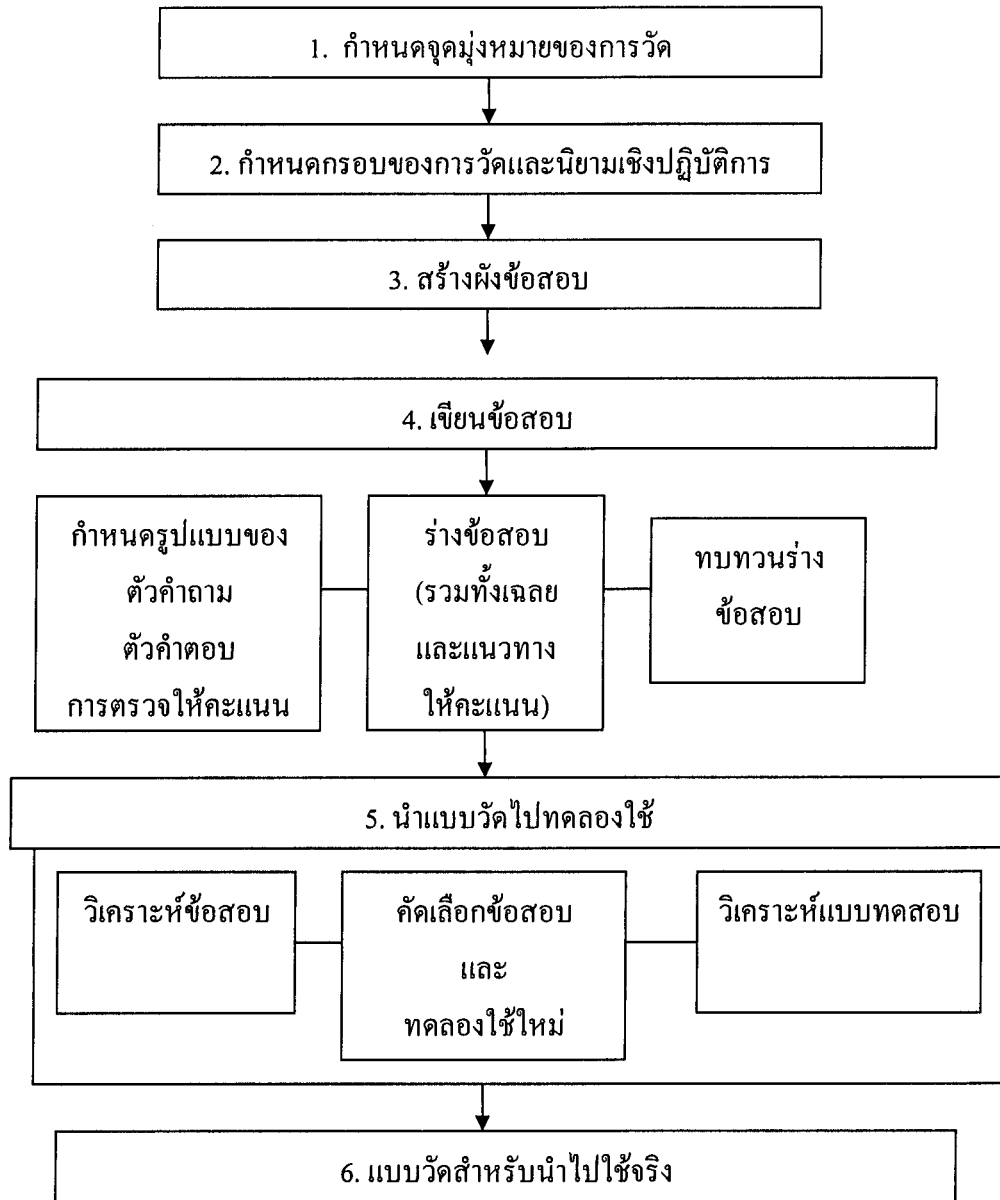 1. กำหนดจุดมุ่งหมายของการวัด
2. กำหนดกรอบของการวัดและนิยามเชิงปฏิบัติการ
3. สร้างผังข้อสอบ
4. เขียนข้อสอบ
กำหนดรูปแบบของ
ตัวคำถาม
ตัวคำตอบ
การตรวจให้คะแนน
ร่างข้อสอบ
(รวมทั้งเฉลย
และแนวทาง
ให้คะแนน)
ทบทวนร่าง
ข้อสอบ
5. นำแบบวัดไปทดลองใช้
วิเคราะห์ข้อสอบ
คัดเลือกข้อสอบ
และ
ทดลองใช้ใหม่
วิเคราะห์แบบทดสอบ
6. แบบวัดสำหรับนำไปใช้จริง